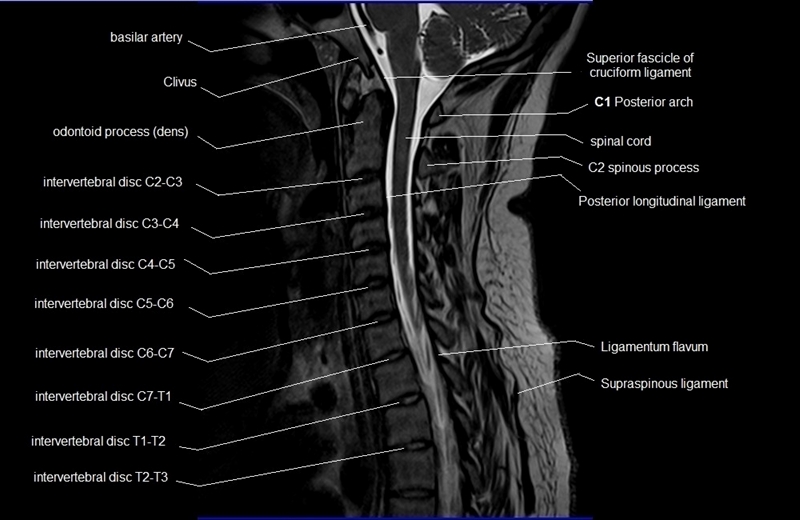 basilar artery
Clivus
odontoid process (dens)
intervertebral disc C2-C3
intervertebral disc C3-C4
intervertebral disc C4-C5
intervertebral disc C5-C6
intervertebral disc C6-C7
intervertebral disc C7-T1
intervertebral disc T1-T2
intervertebral disc T2-T3
Superior fascicle of
cruciform ligament
C1 Posterior arch
spinal cord
C2 spinous process
Posterior longitudinal ligament
Ligamentum flavum
Supraspinous ligament